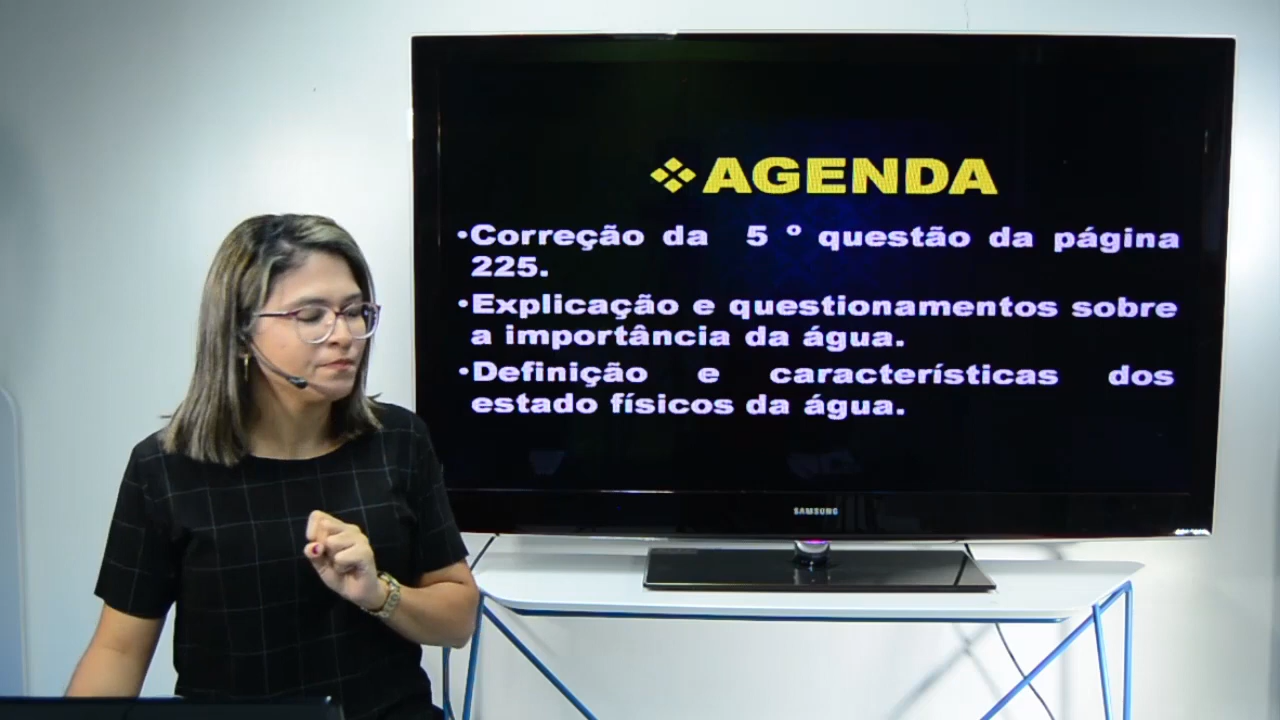 ❖AGENDA
•Correção da 5 º questão da página
225.
•Explicação e questionamentos sobre
a importância da água.
•Definição e características dos
estado físicos da água.
SAMSUNG